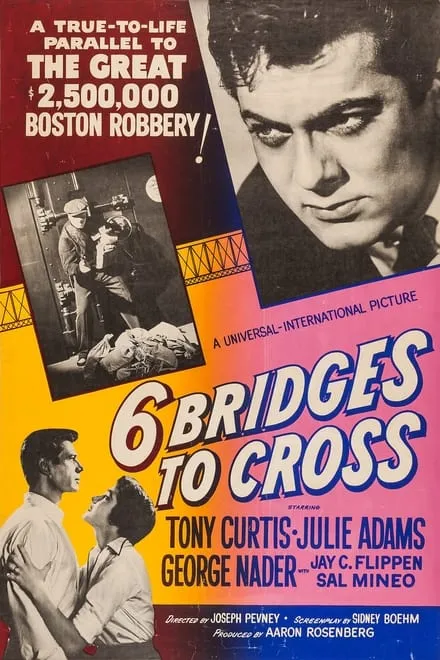 A TRUE-TO-LIFE
PARALLEL TO
THE GREAT
$2,500,000
BOSTON ROBBERY!
A UNIVERSAL-INTERNATIONAL PICTURE
6 BRIDGES
TO CROSS
STARRING
TONY CURTIS · JULIE ADAMS
GEORGE NADER WITH JAY C. FLIPPEN
SAL MINEO
DIRECTED BY JOSEPH PEVNEY · SCREENPLAY BY SIDNEY BOEHM
PRODUCED BY AARON ROSENBERG